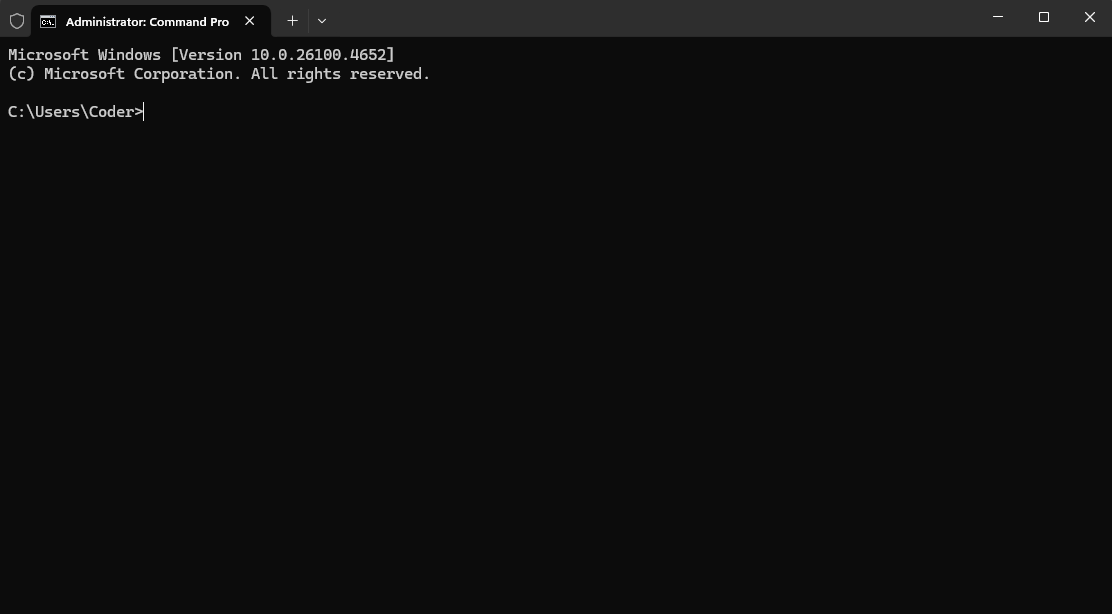 Administrator: Command Pro
Microsoft Windows [Version 10.0.26100.4652]
(c) Microsoft Corporation. All rights reserved.
C:\Users\Coder>